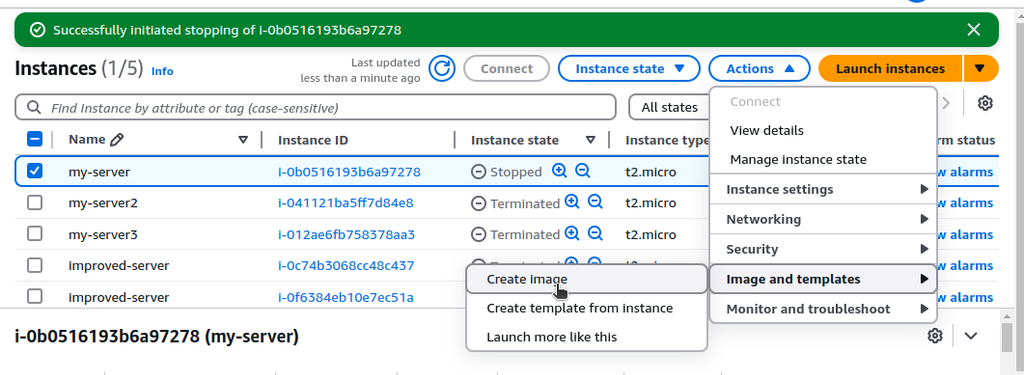 Successfully initiated stopping of i-0b0516193b6a97278
Instances (1/5) Info
Last updated
less than a minute ago
Connect
Instance state
Actions
Launch instances
Find Instance by attribute or tag (case-sensitive)
All states
Name
Instance ID
Instance state
Instance type
rm status
my-server i-0b0516193b6a97278 Stopped t2.micro w alarms
my-server2 i-041121ba5ff7d84e8 Terminated t2.micro w alarms
my-server3 i-012ae6fb758378aa3 Terminated t2.micro w alarms
improved-server i-0c74b3068cc48c437 w alarms
improved-server i-0f6384eb10e7ec51a w alarms
Connect
View details
Manage instance state
Instance settings
Networking
Security
Image and templates
Monitor and troubleshoot
Create image
Create template from instance
Launch more like this
i-0b0516193b6a97278 (my-server)